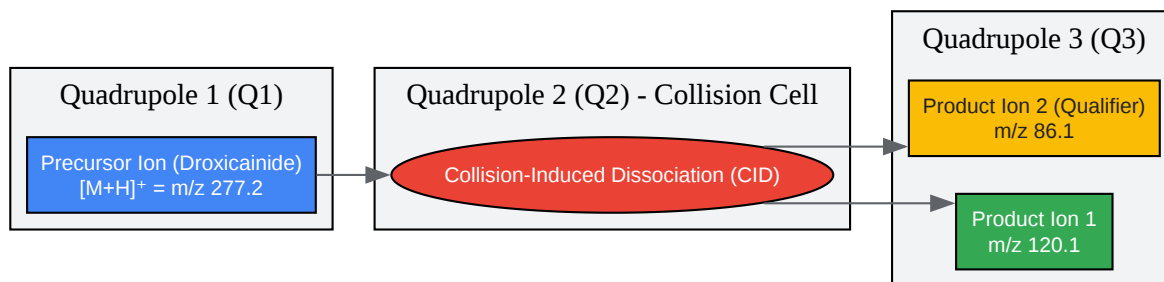 Quadrupole 1 (Q1)
Precursor Ion (Droxicainide)
[M+H]⁺ = m/z 277.2
Quadrupole 2 (Q2) - Collision Cell
Collision-Induced Dissociation (CID)
Quadrupole 3 (Q3)
Product Ion 2 (Qualifier)
m/z 86.1
Product Ion 1
m/z 120.1